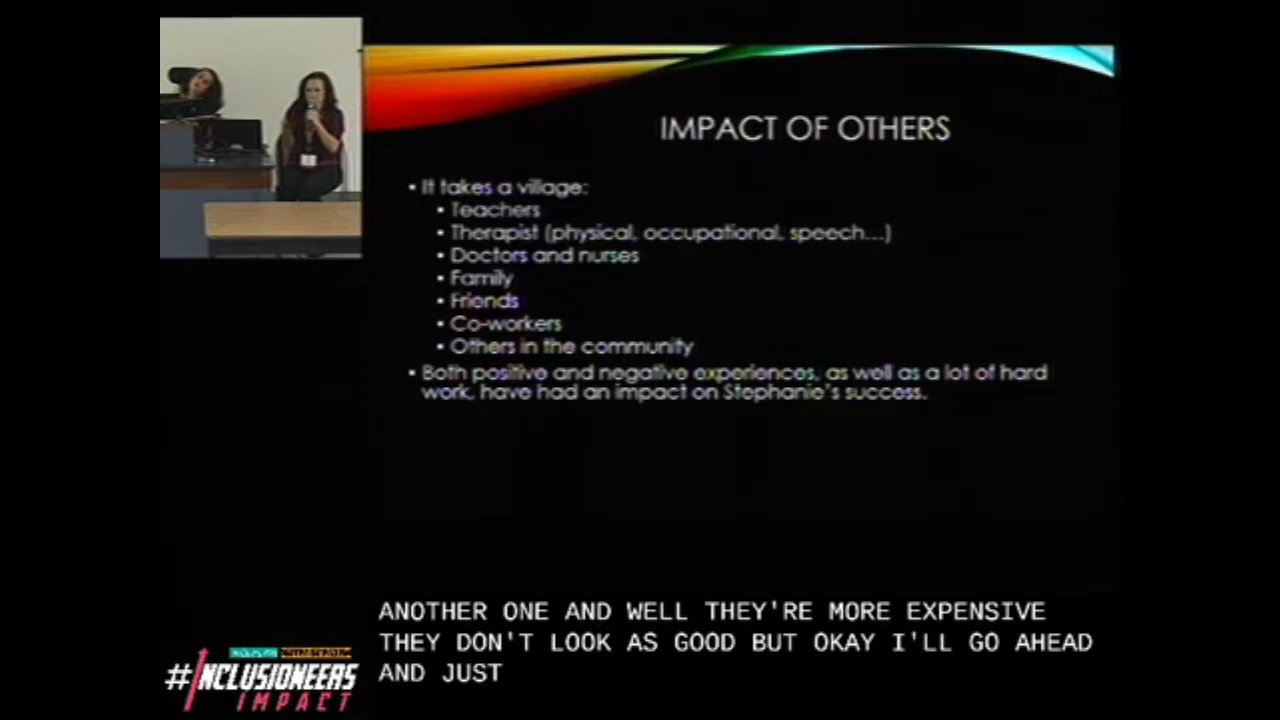 IMPACT OF OTHERS
• It takes a village:
• Teachers
• Therapist (physical, occupational, speech...)
• Doctors and nurses
• Family
• Friends
• Co-workers
• Others in the community
• Both positive and negative experiences, as well as a lot of hard
work, have had an impact on Stephanie's success.
ANOTHER ONE AND WELL THEY'RE MORE EXPENSIVE
THEY DON'T LOOK AS GOOD BUT OKAY I'LL GO AHEAD
AND JUST
#INCLUSIONEERS
IMPACT